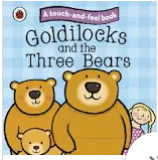 A touch-and-feel book
Goldilocks
and the
Three Bears